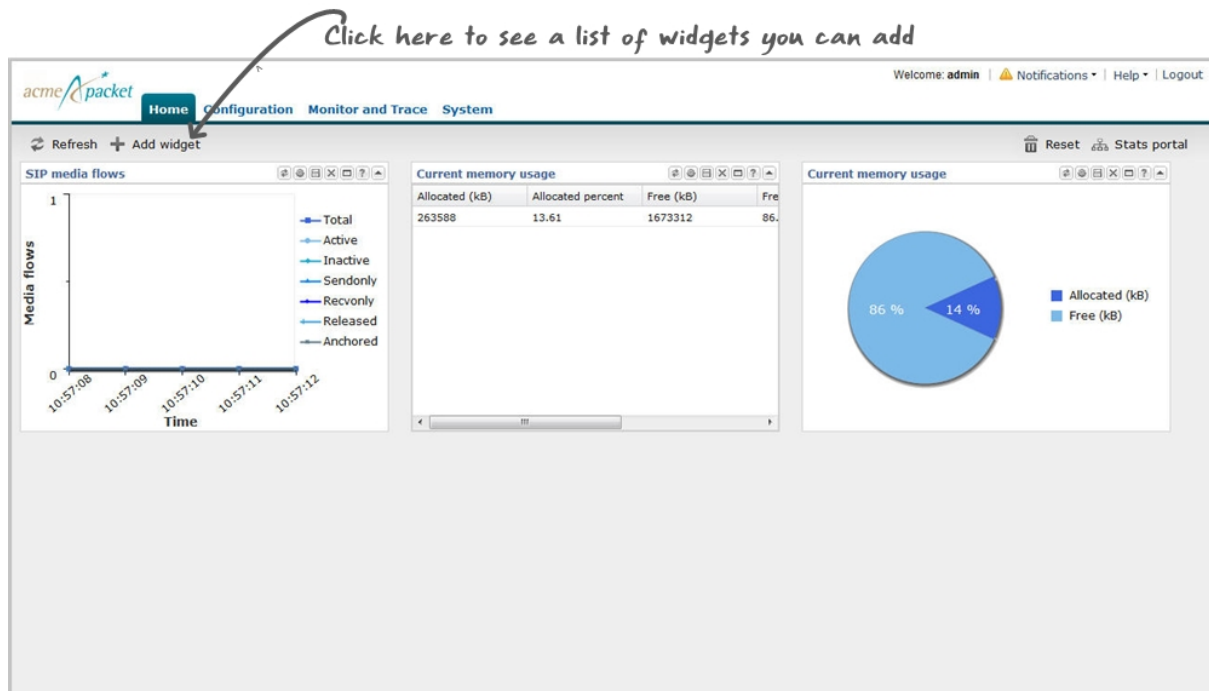 Click here to see a list of widgets you can add
acme packet
Welcome: admin | Notifications | Help | Logout
Home Configuration Monitor and Trace System
Refresh Add widget
Reset Stats portal
SIP media flows
1
0
Media flows
10:57:08 10:57:09 10:57:10 10:57:11 10:57:12
Time
Total
Active
Inactive
Sendonly
Recvonly
Released
Anchored
Current memory usage
Allocated (kB) Allocated percent Free (kB) Fre
263588 13.61 1673312 86.
Current memory usage
86 % 14 %
Allocated (kB)
Free (kB)